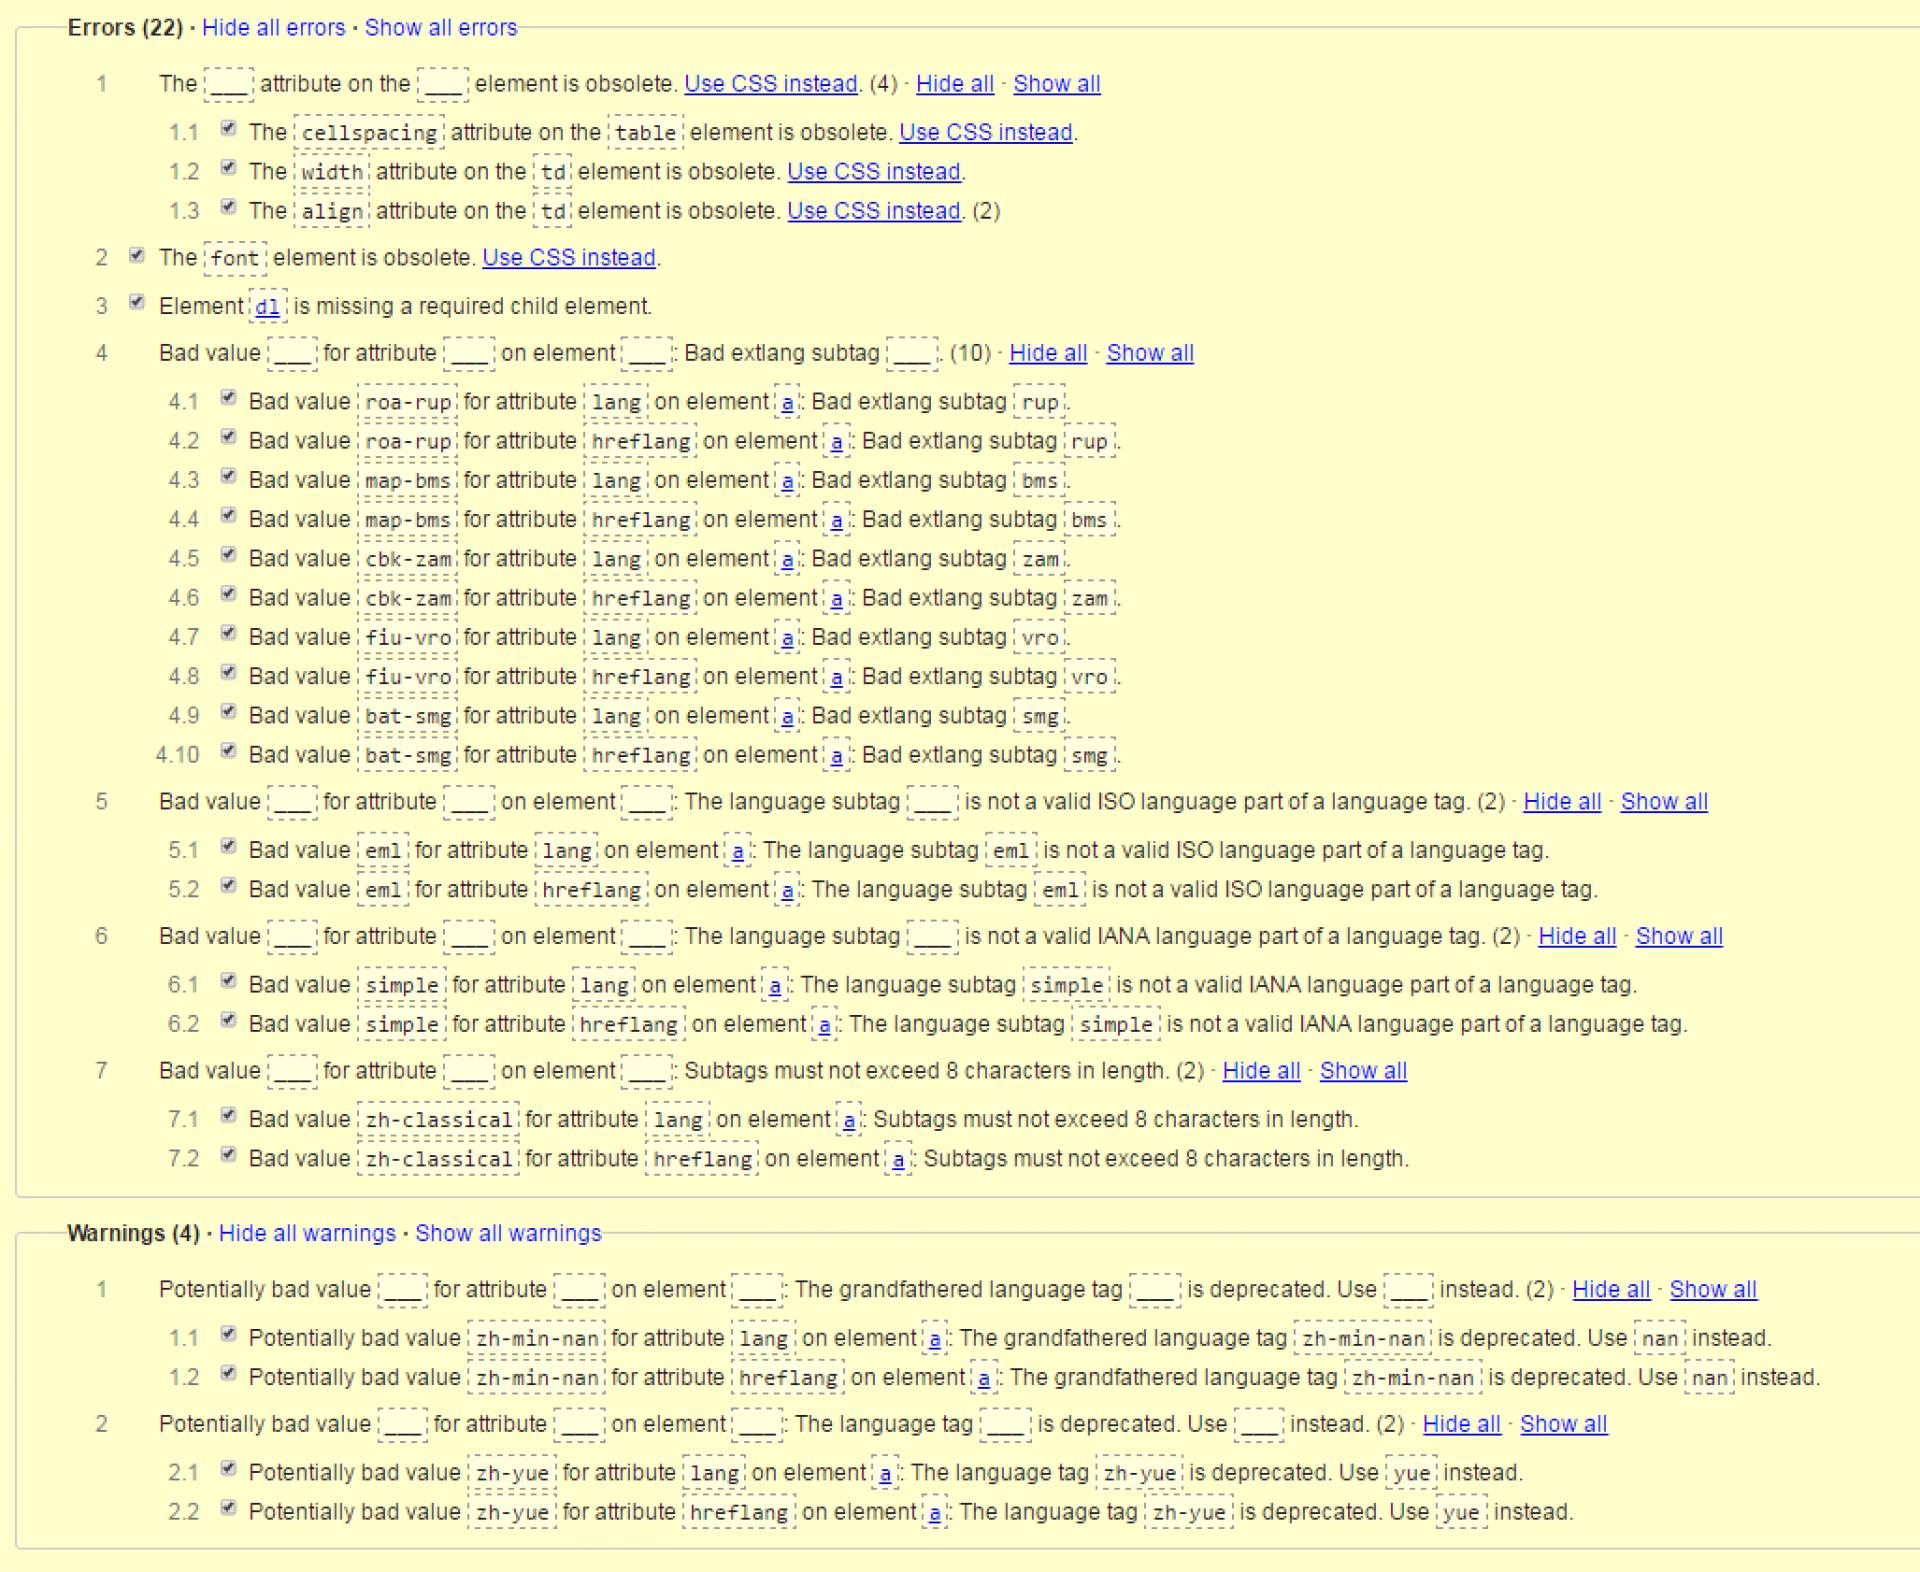 Errors (22) · Hide all errors · Show all errors
1 The ___ attribute on the ___ element is obsolete. Use CSS instead. (4) · Hide all · Show all
1.1 The cellspacing attribute on the table element is obsolete. Use CSS instead.
1.2 The width attribute on the td element is obsolete. Use CSS instead.
1.3 The align attribute on the td element is obsolete. Use CSS instead. (2)
2 The font element is obsolete. Use CSS instead.
3 Element dl is missing a required child element.
4 Bad value ___ for attribute ___ on element ___: Bad extlang subtag ___. (10) · Hide all · Show all
4.1 Bad value roa-rup for attribute lang on element a: Bad extlang subtag rup.
4.2 Bad value roa-rup for attribute hreflang on element a: Bad extlang subtag rup.
4.3 Bad value map-bms for attribute lang on element a: Bad extlang subtag bms.
4.4 Bad value map-bms for attribute hreflang on element a: Bad extlang subtag bms.
4.5 Bad value cbk-zam for attribute lang on element a: Bad extlang subtag zam.
4.6 Bad value cbk-zam for attribute hreflang on element a: Bad extlang subtag zam.
4.7 Bad value fiu-vro for attribute lang on element a: Bad extlang subtag vro.
4.8 Bad value fiu-vro for attribute hreflang on element a: Bad extlang subtag vro.
4.9 Bad value bat-smg for attribute lang on element a: Bad extlang subtag smg.
4.10 Bad value bat-smg for attribute hreflang on element a: Bad extlang subtag smg.
5 Bad value ___ for attribute ___ on element ___: The language subtag ___ is not a valid ISO language part of a language tag. (2) · Hide all · Show all
5.1 Bad value eml for attribute lang on element a: The language subtag eml is not a valid ISO language part of a language tag.
5.2 Bad value eml for attribute hreflang on element a: The language subtag eml is not a valid ISO language part of a language tag.
6 Bad value ___ for attribute ___ on element ___: The language subtag ___ is not a valid IANA language part of a language tag. (2) · Hide all · Show all
6.1 Bad value simple for attribute lang on element a: The language subtag simple is not a valid IANA language part of a language tag.
6.2 Bad value simple for attribute hreflang on element a: The language subtag simple is not a valid IANA language part of a language tag.
7 Bad value ___ for attribute ___ on element ___: Subtags must not exceed 8 characters in length. (2) · Hide all · Show all
7.1 Bad value zh-classical for attribute lang on element a: Subtags must not exceed 8 characters in length.
7.2 Bad value zh-classical for attribute hreflang on element a: Subtags must not exceed 8 characters in length.
Warnings (4) · Hide all warnings · Show all warnings
1 Potentially bad value ___ for attribute ___ on element ___: The grandfathered language tag ___ is deprecated. Use ___ instead. (2) · Hide all · Show all
1.1 Potentially bad value zh-min-nan for attribute lang on element a: The grandfathered language tag zh-min-nan is deprecated. Use nan instead.
1.2 Potentially bad value zh-min-nan for attribute hreflang on element a: The grandfathered language tag zh-min-nan is deprecated. Use nan instead.
2 Potentially bad value ___ for attribute ___ on element ___: The language tag ___ is deprecated. Use ___ instead. (2) · Hide all · Show all
2.1 Potentially bad value zh-yue for attribute lang on element a: The language tag zh-yue is deprecated. Use yue instead.
2.2 Potentially bad value zh-yue for attribute hreflang on element a: The language tag zh-yue is deprecated. Use yue instead.